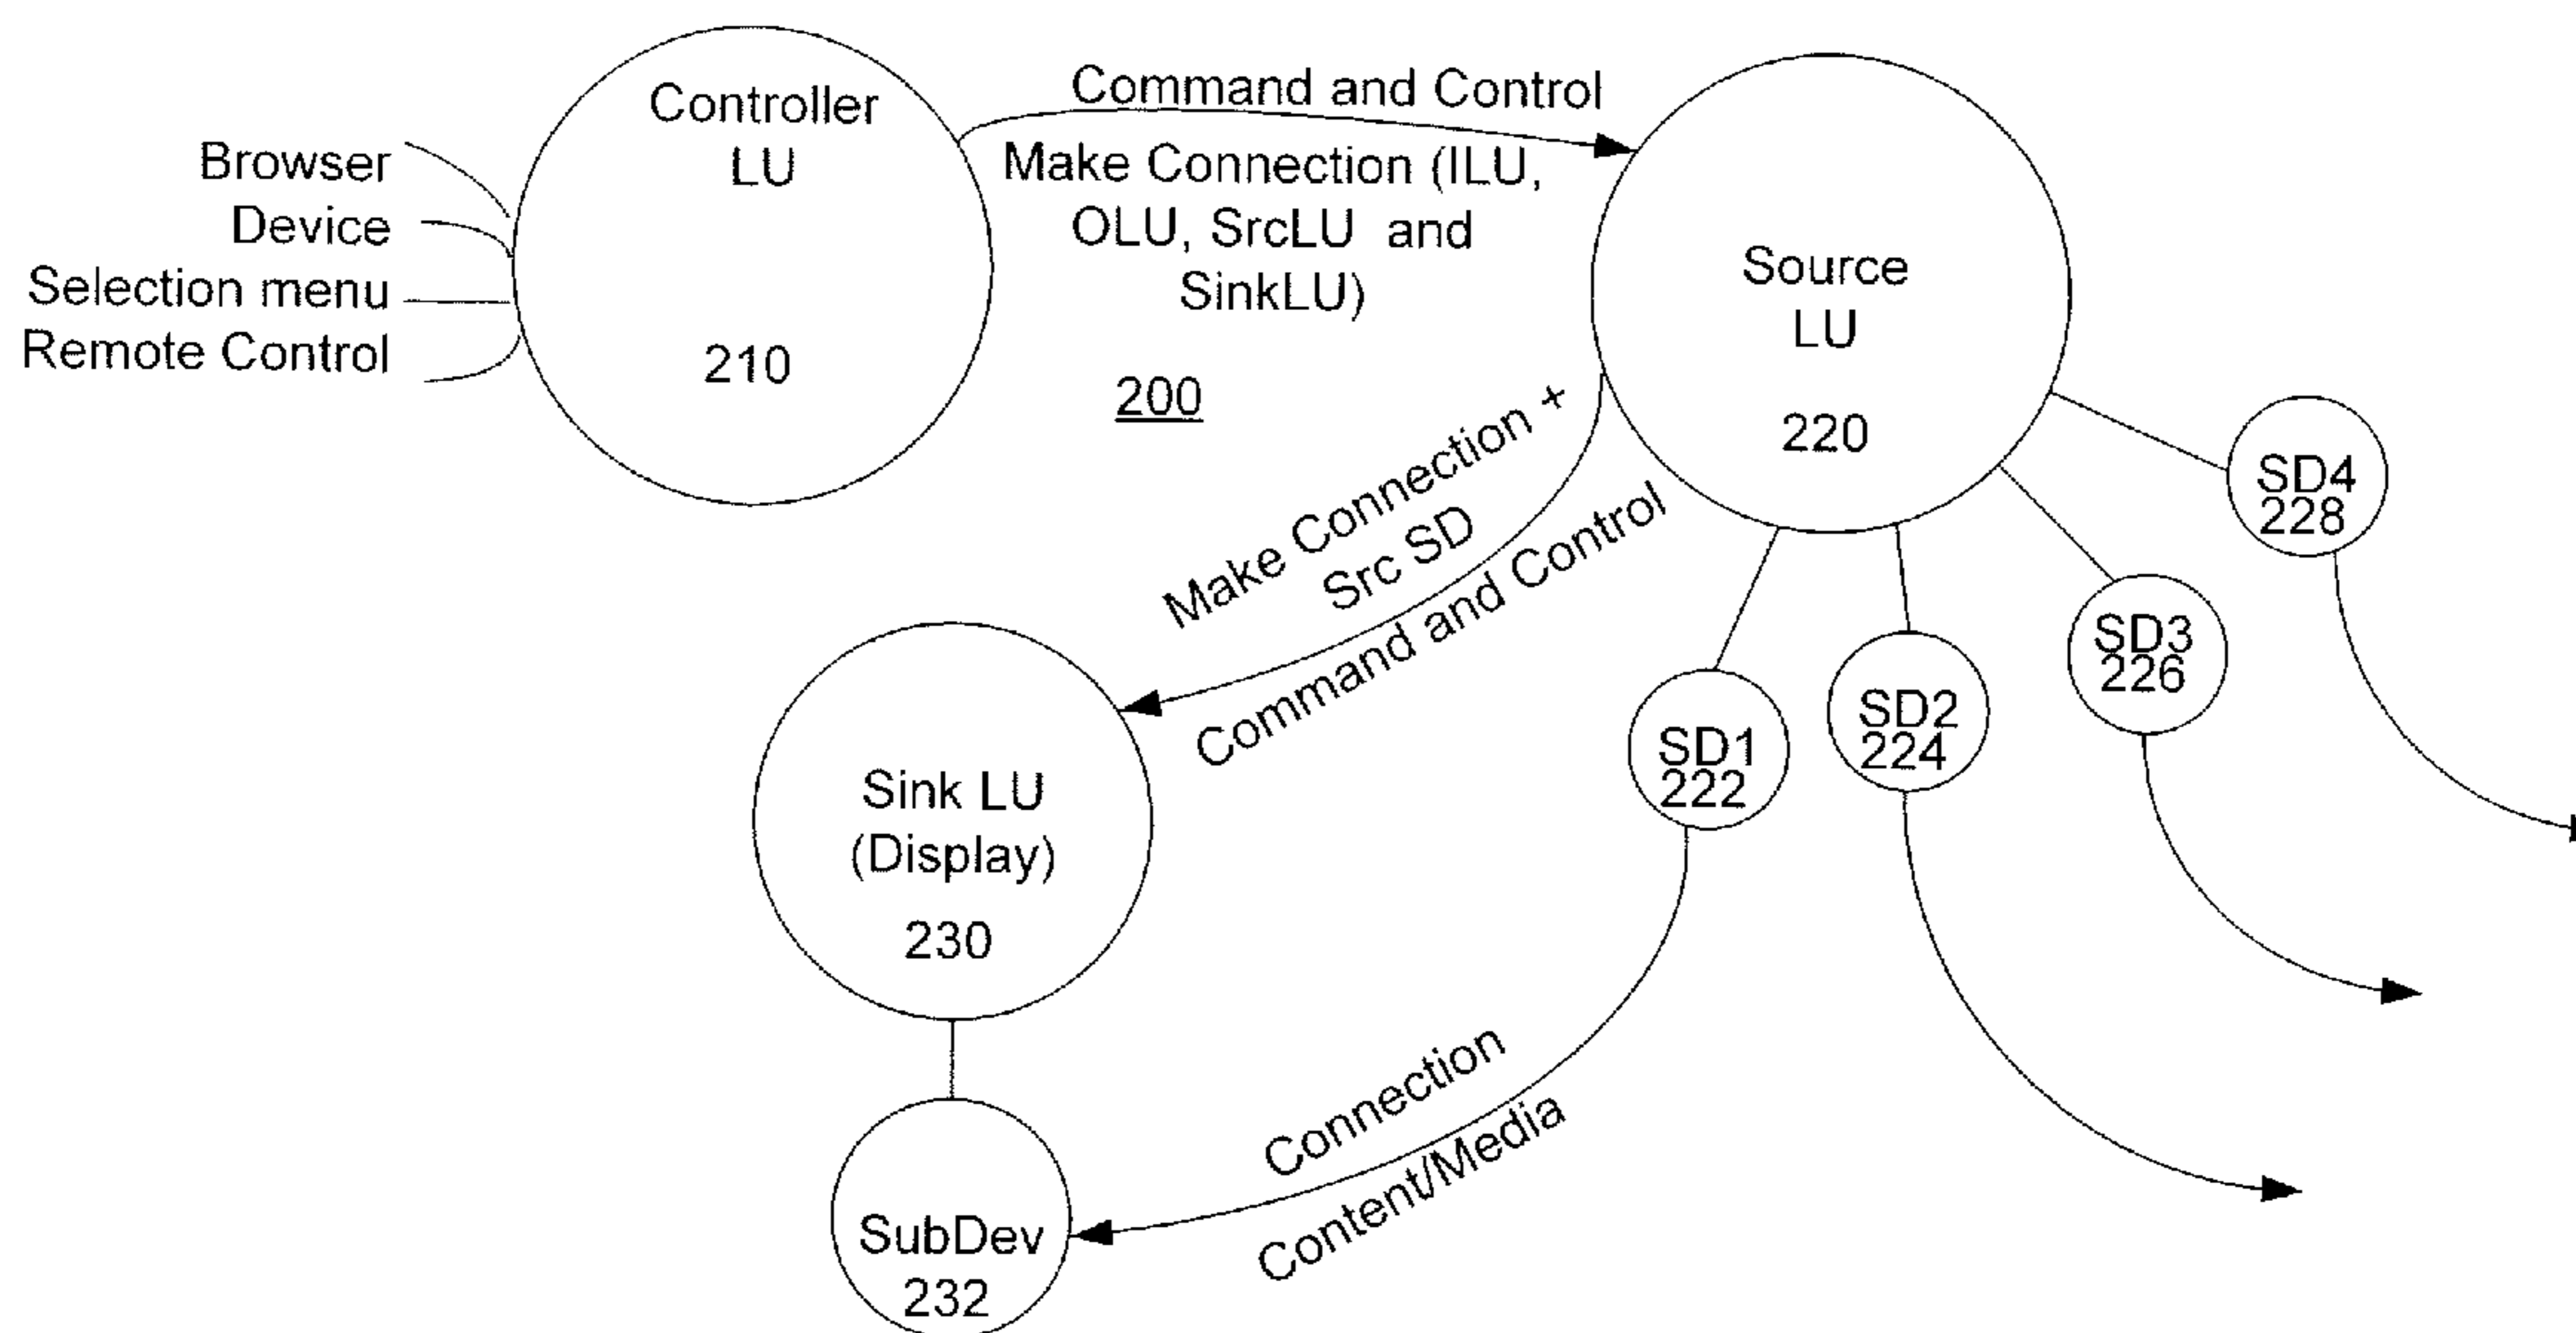 Controller
LU
210
Browser
Device
Selection menu
Remote Control
Command and Control
Make Connection (ILU,
OLU, SrcLU and
SinkLU)
200
Source
LU
220
Make Connection +
Src SD
Command and Control
SD4
228
SD3
226
SD2
224
SD1
222
Sink LU
(Display)
230
Connection
Content/Media
SubDev
232